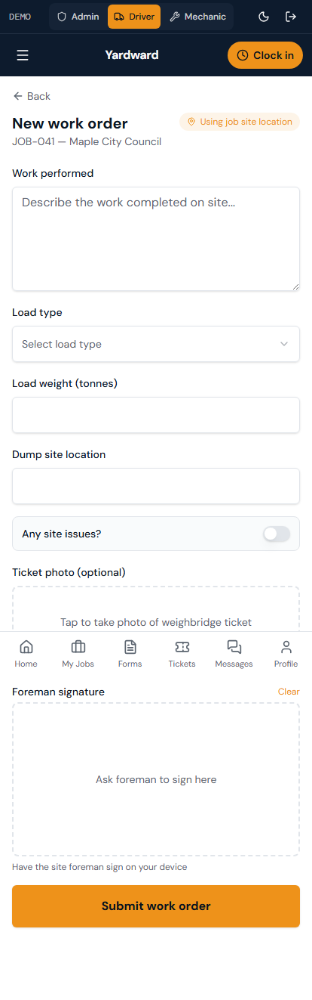 DEMO Admin Driver Mechanic
Yardward Clock in
Back
New work order Using job site location
JOB-041 — Maple City Council
Work performed
Describe the work completed on site...
Load type
Select load type
Load weight (tonnes)
Dump site location
Any site issues?
Ticket photo (optional)
Tap to take photo of weighbridge ticket
Home My Jobs Forms Tickets Messages Profile
Foreman signature Clear
Ask foreman to sign here
Have the site foreman sign on your device
Submit work order